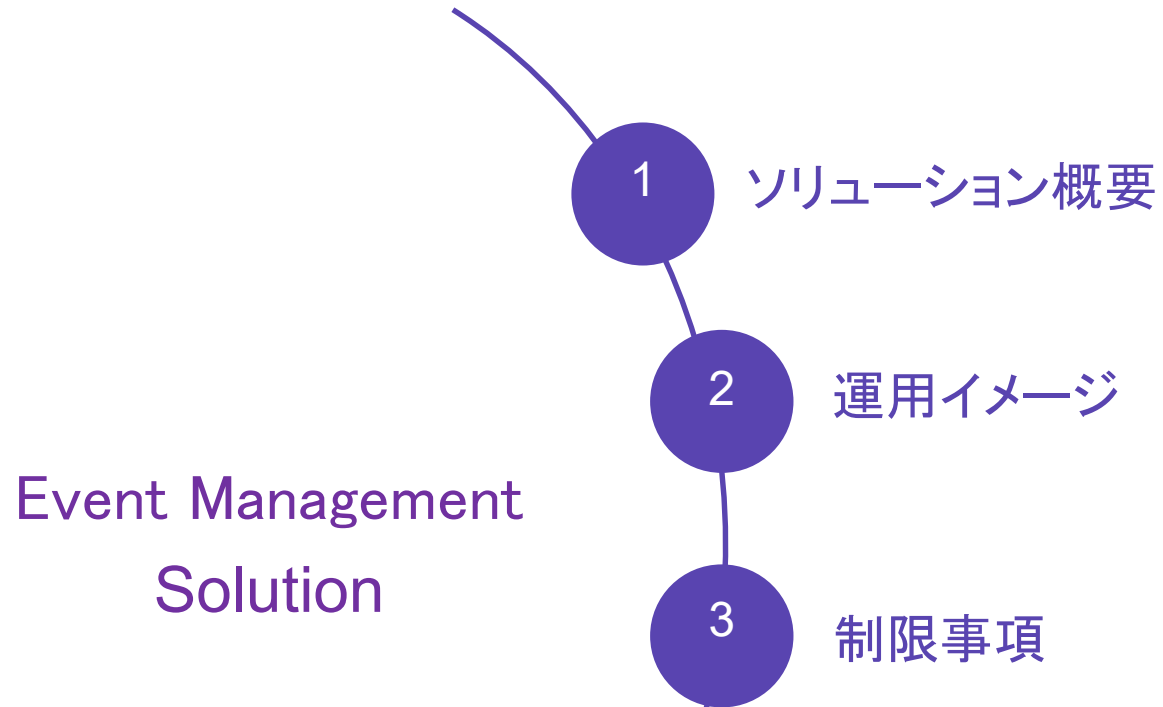 1
ソリューション概要
2
運用イメージ
Event Management
Solution
3
制限事項